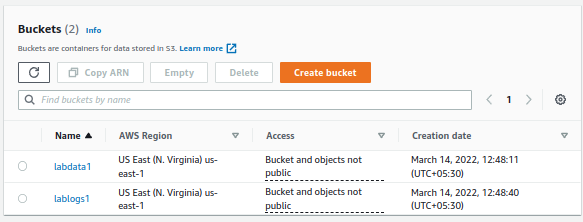 Buckets (2) Info
Buckets are containers for data stored in S3. Learn more
Copy ARN Empty Delete Create bucket
Find buckets by name 1
Name AWS Region Access Creation date
labdata1 US East (N. Virginia) us- Bucket and objects not March 14, 2022, 12:48:11
east-1 public (UTC+05:30)
lablogs1 US East (N. Virginia) us- Bucket and objects not March 14, 2022, 12:48:40
east-1 public (UTC+05:30)